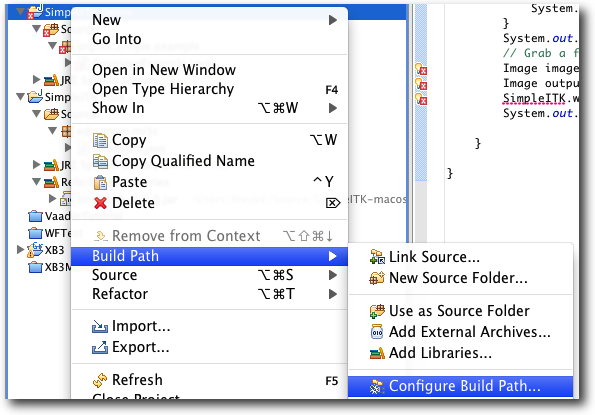 Simp
So
JR
Simp
So
JR
Re
Vaad
WFTe
XB3
XB3M
New
Go Into
Open in New Window
Open Type Hierarchy F4
Show In ⌥⌘W
Copy ⌥W
Copy Qualified Name
Paste ^Y
Delete ⌦
Remove from Context ⌥⇧⌘↓
Build Path
Source ⌥⌘S
Refactor ⌥⌘T
Import...
Export...
Refresh F5
Close Project
eITK-macos
System.
}
System.out.
// Grab a f
Image image
Image outpu
SimpleITK.w
System.out.
}
}
Link Source...
New Source Folder...
Use as Source Folder
Add External Archives...
Add Libraries...
Configure Build Path...